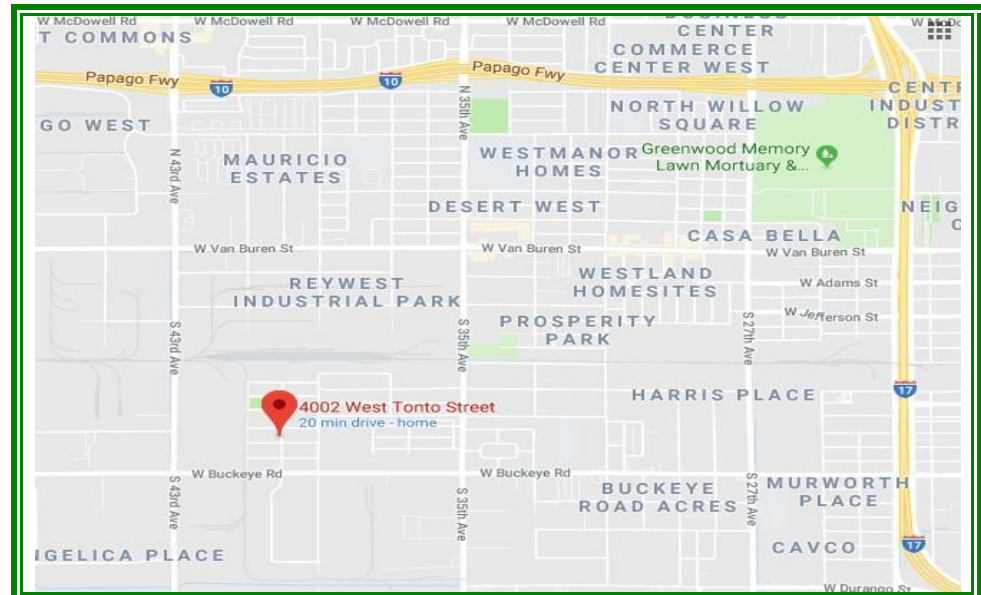 W McDowell Rd
W McDowell Rd
W McDowell Rd
W McDowell Rd
T COMMONS
CENTER
COMMERCE
CENTER WEST
Papago Fwy
10
10
Papago Fwy
N 35th Ave
CENTR
INDUST
DISTR
GO WEST
NORTH WILLOW
SQUARE
N 43rd Ave
MAURICIO
ESTATES
WESTMANOR
HOMES
Greenwood Memory
Lawn Mortuary &...
DESERT WEST
NEIG
CASA BELLA
W Van Buren St
W Van Buren St
W Van Buren St
REYWEST
INDUSTRIAL PARK
WESTLAND
HOMESITES
W Adams St
W Jefferson St
S 43rd Ave
S 35th Ave
PROSPERITY
PARK
S 27th Ave
HARRIS PLACE
17
4002 West Tonto Street
20 min drive - home
W Buckeye Rd
W Buckeye Rd
S 43rd Ave
S 35th Ave
S 27th Ave
BUCKEYE
ROAD ACRES
MURWORTH
PLACE
NGELICA PLACE
CAVCO
17
W Durango St